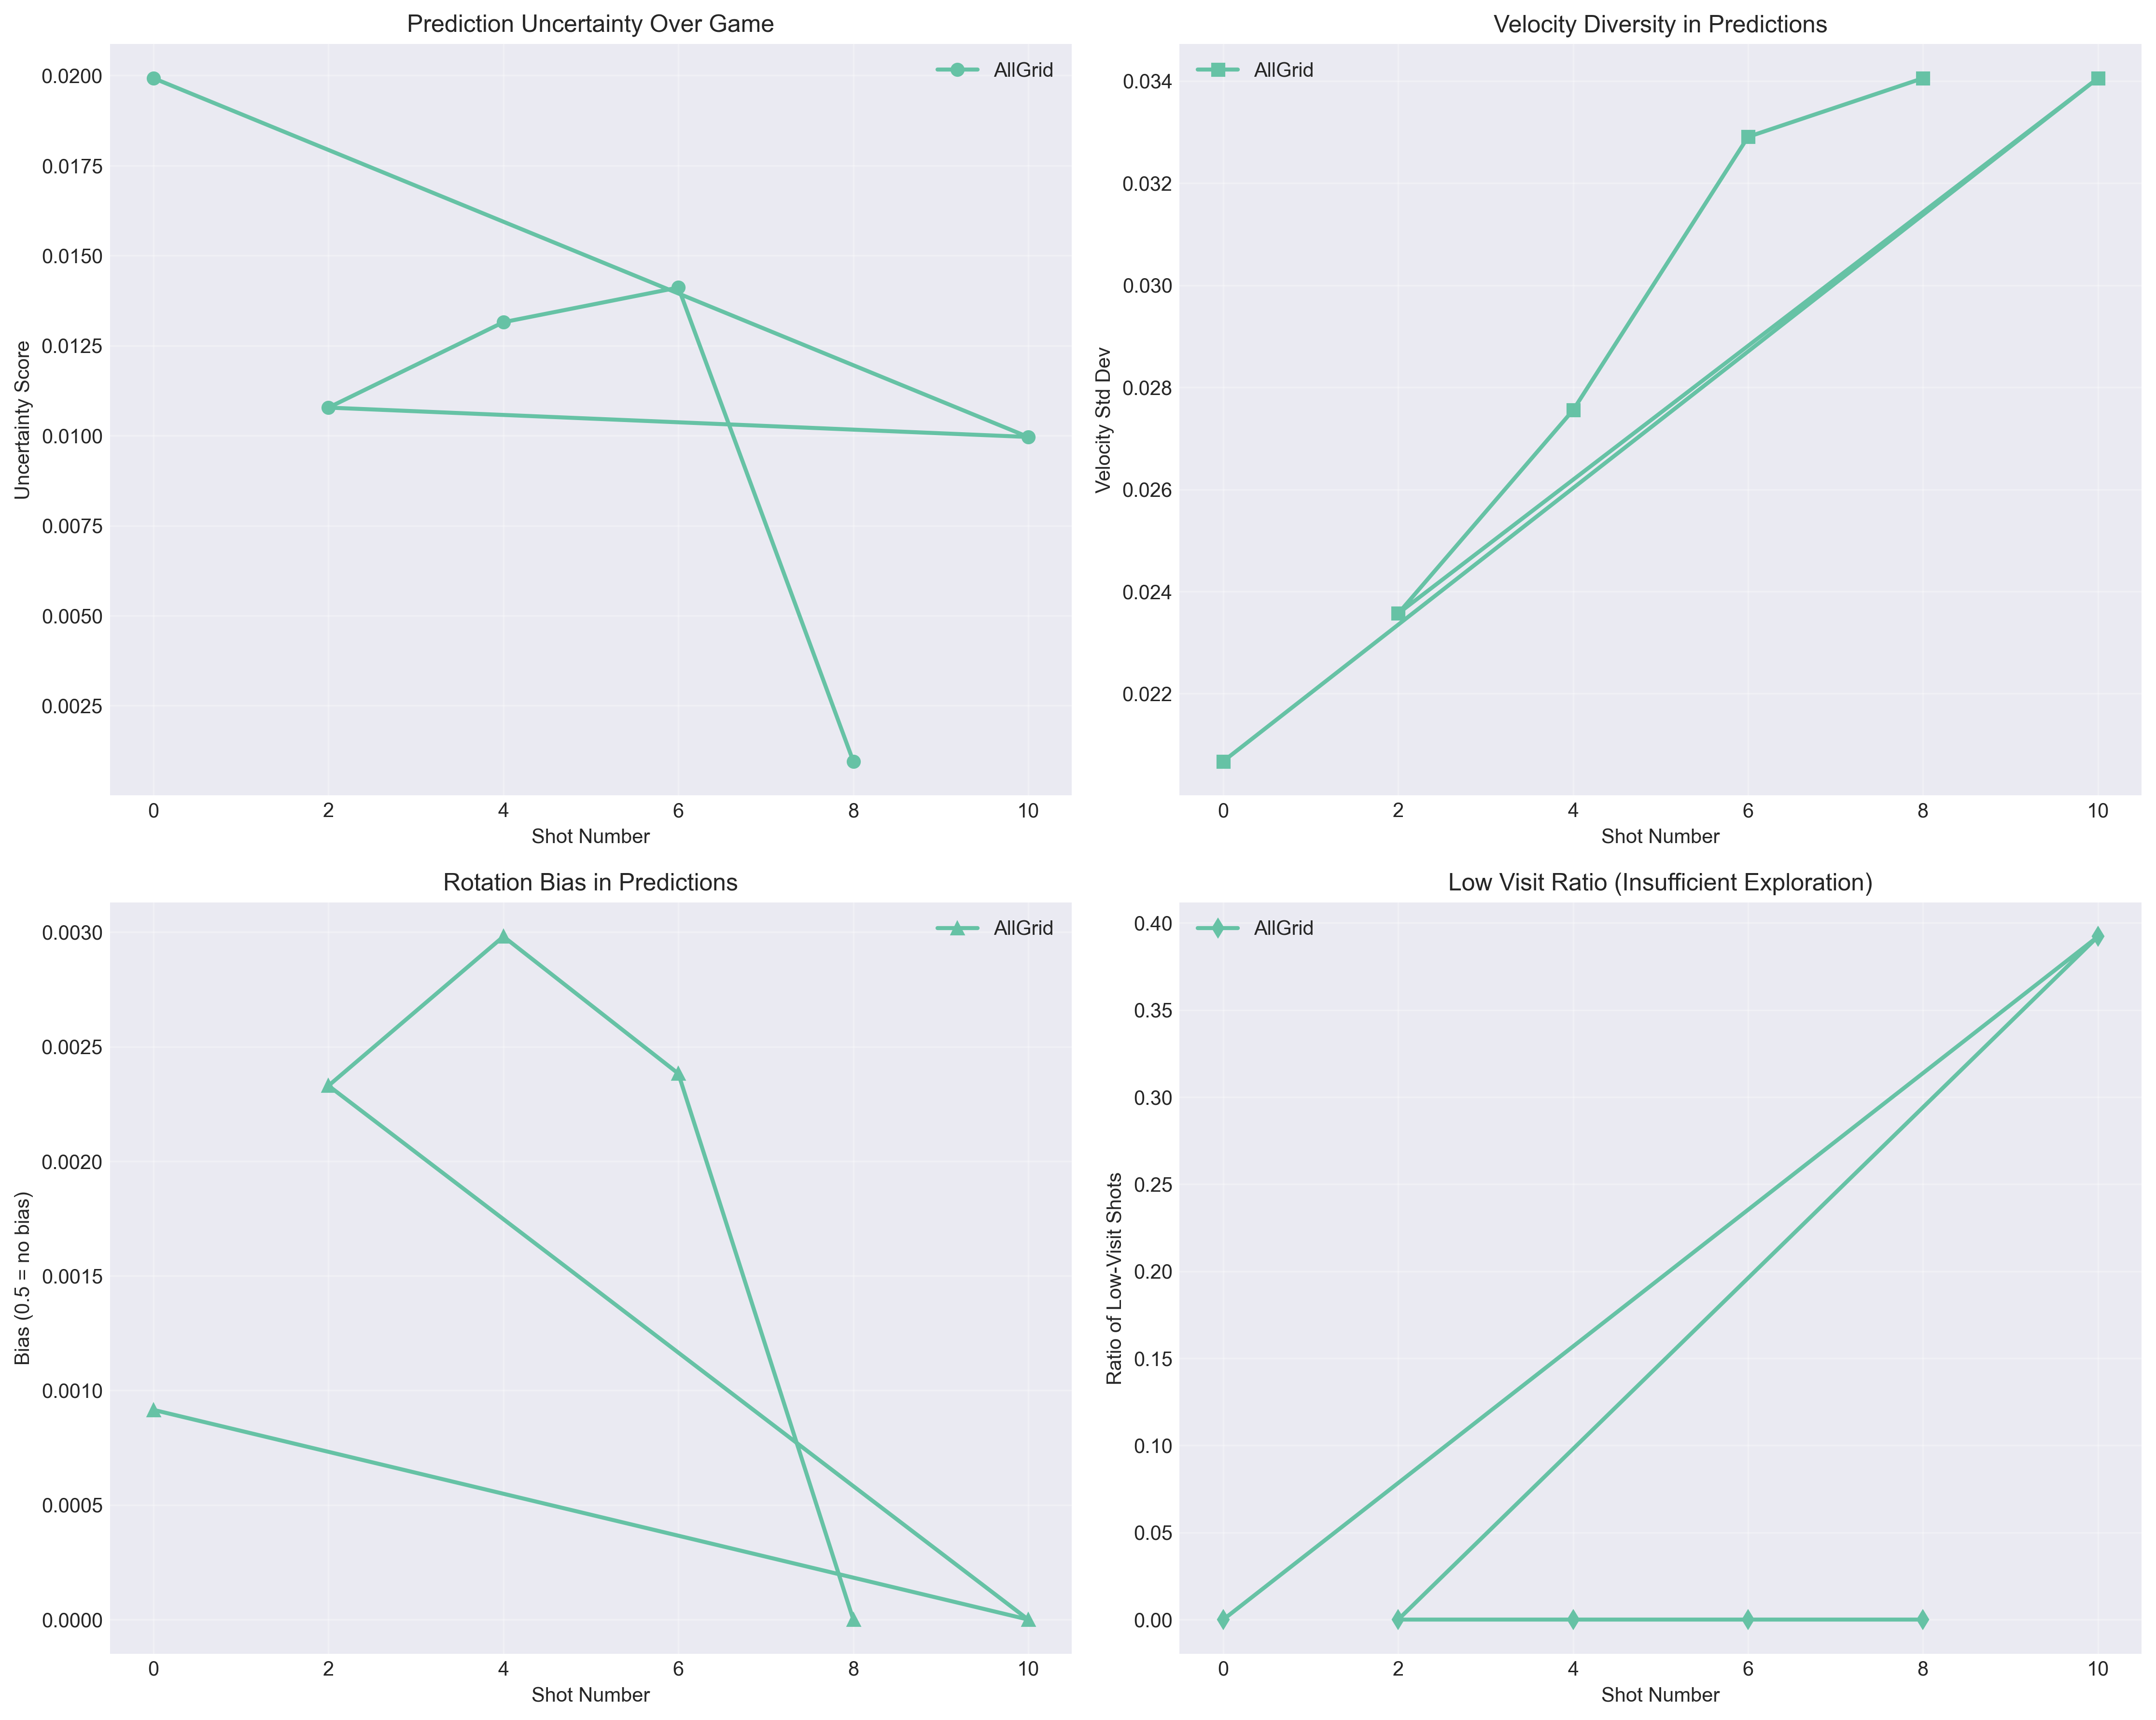 Prediction Uncertainty Over Game
AllGrid
Uncertainty Score
0.0200
0.0175
0.0150
0.0125
0.0100
0.0075
0.0050
0.0025
0 2 4 6 8 10
Shot Number
Velocity Diversity in Predictions
AllGrid
Velocity Std Dev
0.034
0.032
0.030
0.028
0.026
0.024
0.022
0 2 4 6 8 10
Shot Number
Rotation Bias in Predictions
AllGrid
Bias (0.5 = no bias)
0.0030
0.0025
0.0020
0.0015
0.0010
0.0005
0.0000
0 2 4 6 8 10
Shot Number
Low Visit Ratio (Insufficient Exploration)
AllGrid
Ratio of Low-Visit Shots
0.40
0.35
0.30
0.25
0.20
0.15
0.10
0.05
0.00
0 2 4 6 8 10
Shot Number